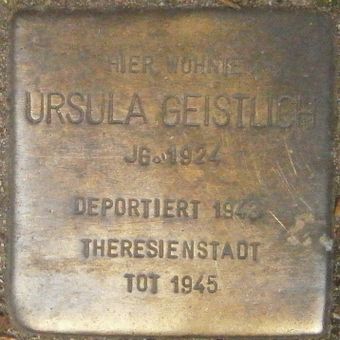 HIER WOHNTE
URSULA GEISTLICH
JG. 1924
DEPORTIERT 1943
THERESIENSTADT
TOT 1945